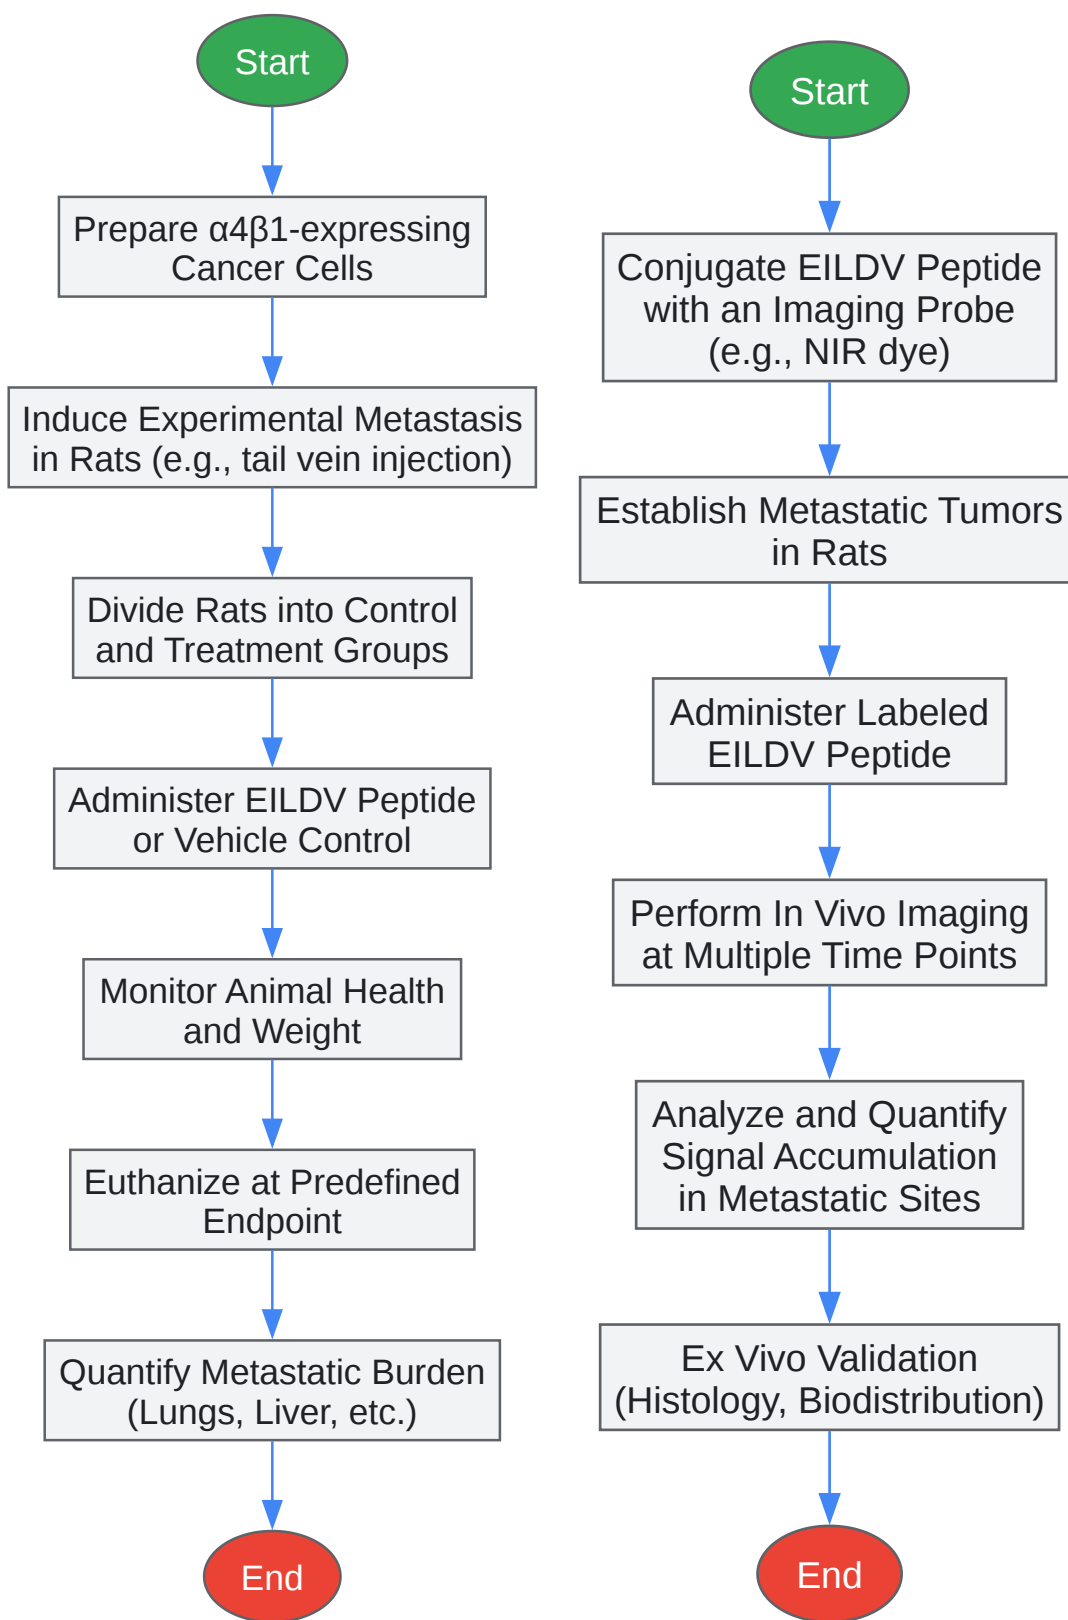 Start
Prepare α4β1-expressing
Cancer Cells
Induce Experimental Metastasis
in Rats (e.g., tail vein injection)
Divide Rats into Control
and Treatment Groups
Administer EILDV Peptide
or Vehicle Control
Monitor Animal Health
and Weight
Euthanize at Predefined
Endpoint
Quantify Metastatic Burden
(Lungs, Liver, etc.)
End
Start
Conjugate EILDV Peptide
with an Imaging Probe
(e.g., NIR dye)
Establish Metastatic Tumors
in Rats
Administer Labeled
EILDV Peptide
Perform In Vivo Imaging
at Multiple Time Points
Analyze and Quantify
Signal Accumulation
in Metastatic Sites
Ex Vivo Validation
(Histology, Biodistribution)
End